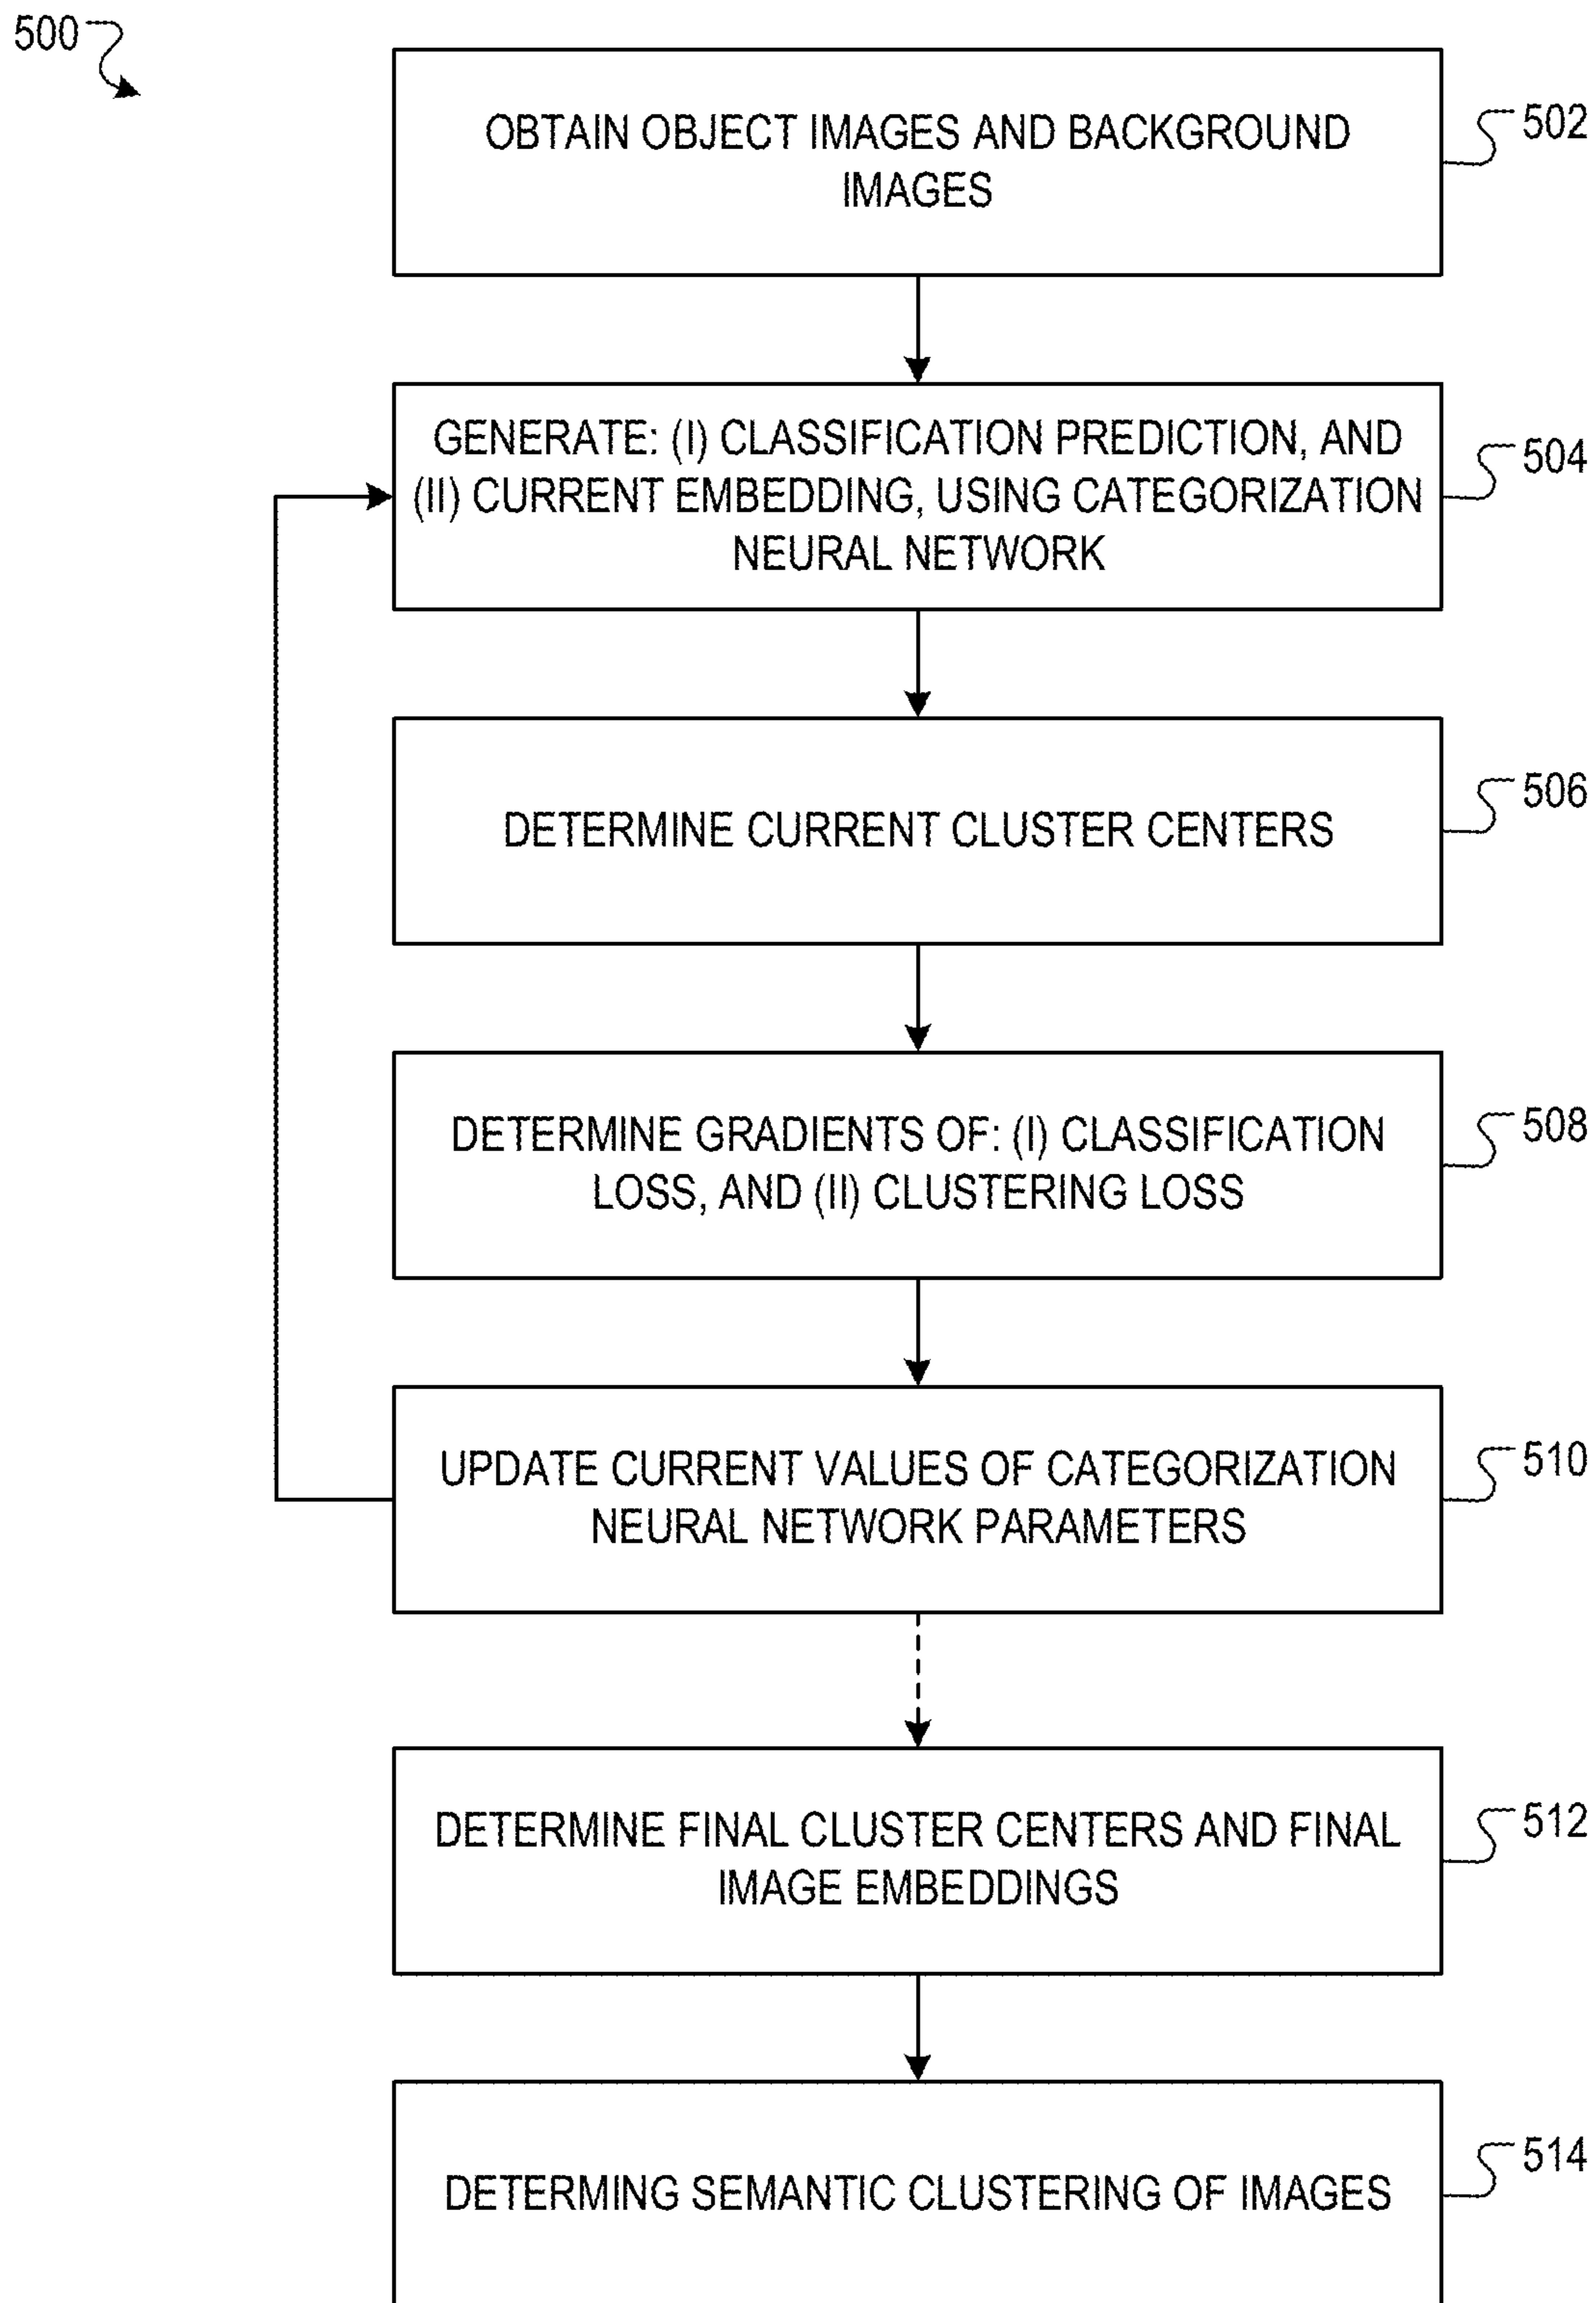 500
OBTAIN OBJECT IMAGES AND BACKGROUND
IMAGES
502
GENERATE: (I) CLASSIFICATION PREDICTION, AND
(II) CURRENT EMBEDDING, USING CATEGORIZATION
NEURAL NETWORK
504
DETERMINE CURRENT CLUSTER CENTERS
506
DETERMINE GRADIENTS OF: (I) CLASSIFICATION
LOSS, AND (II) CLUSTERING LOSS
508
UPDATE CURRENT VALUES OF CATEGORIZATION
NEURAL NETWORK PARAMETERS
510
DETERMINE FINAL CLUSTER CENTERS AND FINAL
IMAGE EMBEDDINGS
512
DETERMING SEMANTIC CLUSTERING OF IMAGES
514